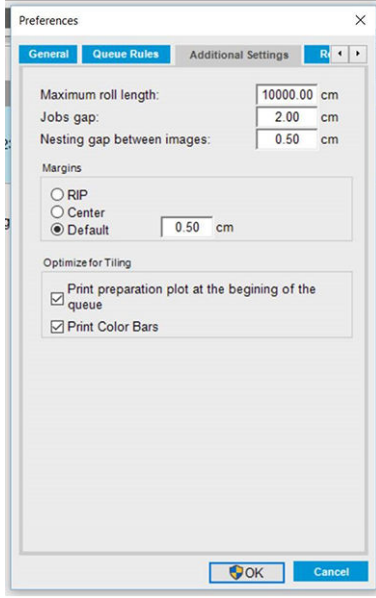 Preferences
General Queue Rules Additional Settings
Maximum roll length: 10000.00 cm
Jobs gap: 2.00 cm
Nesting gap between images: 0.50 cm
Margins
RIP
Center
Default 0.50 cm
Optimize for Tiling
Print preparation plot at the begining of the
queue
Print Color Bars
OK Cancel